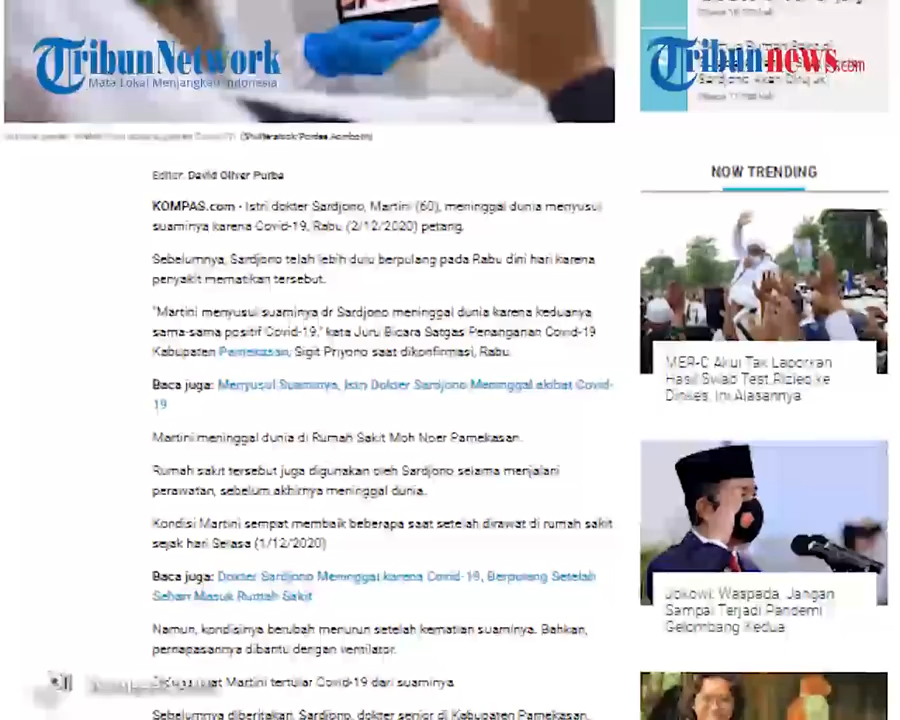 TribunNetwork
Mata Lokal Menjangkau Indonesia
Tribunnews.com
(Shutterstock/Pordee Aomboon)
Editor: David Oliver Purba
KOMPAS.com - Istri dokter Sardjono, Martini (60), meninggal dunia menyusul
suaminya karena Covid-19, Rabu (2/12/2020) petang.
Sebelumnya, Sardjono telah lebih dulu berpulang pada Rabu dini hari karena
penyakit mematikan tersebut.
"Martini menyusul suaminya dr Sardjono meninggal dunia karena keduanya
sama-sama positif Covid-19," kata Juru Bicara Satgas Penanganan Covid-19
Kabupaten Pamekasan, Sigit Priyono saat dikonfirmasi, Rabu.
Baca juga: Menyusul Suaminya, Istri Dokter Sardjono Meninggal akibat Covid-
19
Martini meninggal dunia di Rumah Sakit Moh Noer Pamekasan.
Rumah sakit tersebut juga digunakan oleh Sardjono selama menjalani
perawatan, sebelum akhirnya meninggal dunia.
Kondisi Martini sempat membaik beberapa saat setelah dirawat di rumah sakit
sejak hari Selasa (1/12/2020)
Baca juga: Dokter Sardjono Meninggal karena Covid-19, Berpulang Setelah
Sehari Masuk Rumah Sakit
Namun, kondisinya berubah menurun setelah kematian suaminya. Bahkan,
pernapasannya dibantu dengan ventilator.
Martini tertular Covid-19 dari suaminya.
Sebelumnya diberitakan, Sardjono, dokter senior di Kabupaten Pamekasan,
NOW TRENDING
MER-C Akui Tak Laporkan
Hasil Swab Test Rizieq ke
Dinkes, Ini Alasannya
Jokowi: Waspada, Jangan
Sampai Terjadi Pandemi
Gelombang Kedua